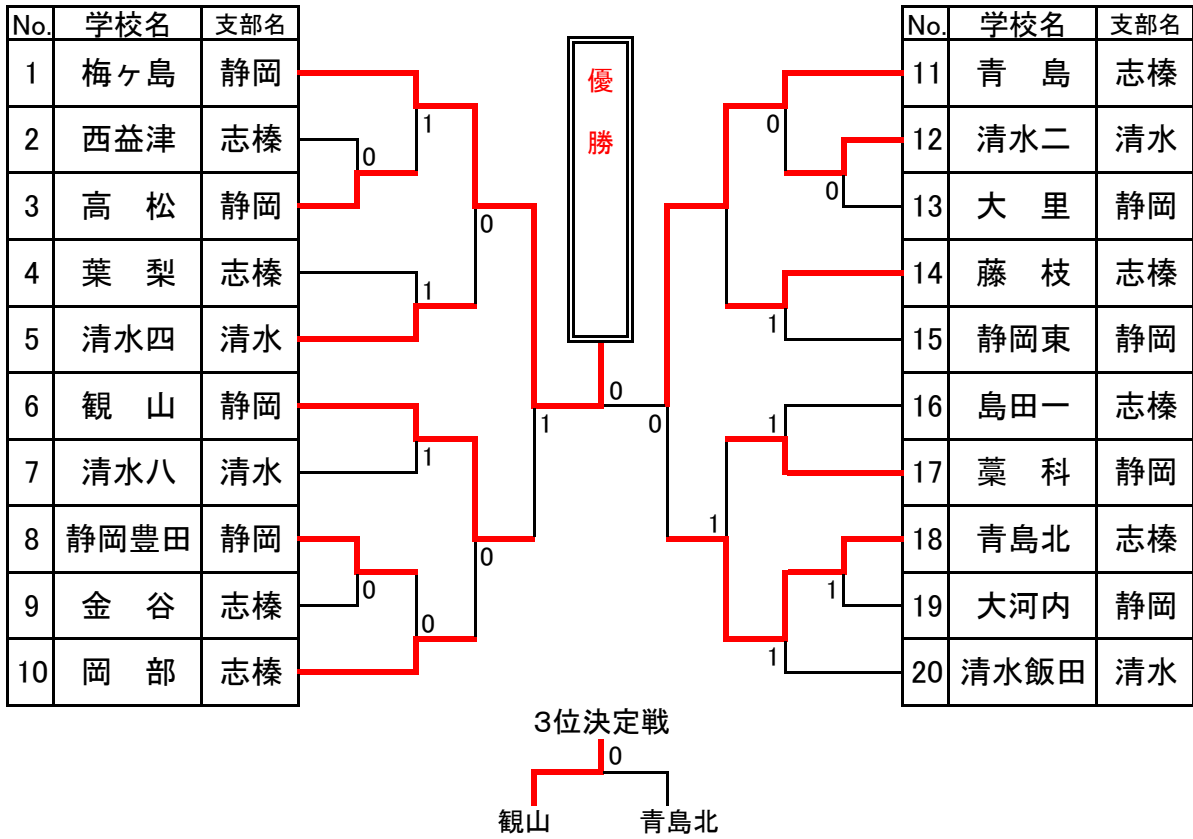 No. 学校名 支部名
1 梅ヶ島 静岡
2 西益津 志榛
3 高　松 静岡
4 葉　梨 志榛
5 清水四 清水
6 観　山 静岡
7 清水八 清水
8 静岡豊田 静岡
9 金　谷 志榛
10 岡　部 志榛
1
0
0
1
1
0
0
0
1
優
勝
0
0
0
0
1
1
1
1
1
No. 学校名 支部名
11 青　島 志榛
12 清水二 清水
13 大　里 静岡
14 藤　枝 志榛
15 静岡東 静岡
16 島田一 志榛
17 藁　科 静岡
18 青島北 志榛
19 大河内 静岡
20 清水飯田 清水
3位決定戦
0
観山 青島北